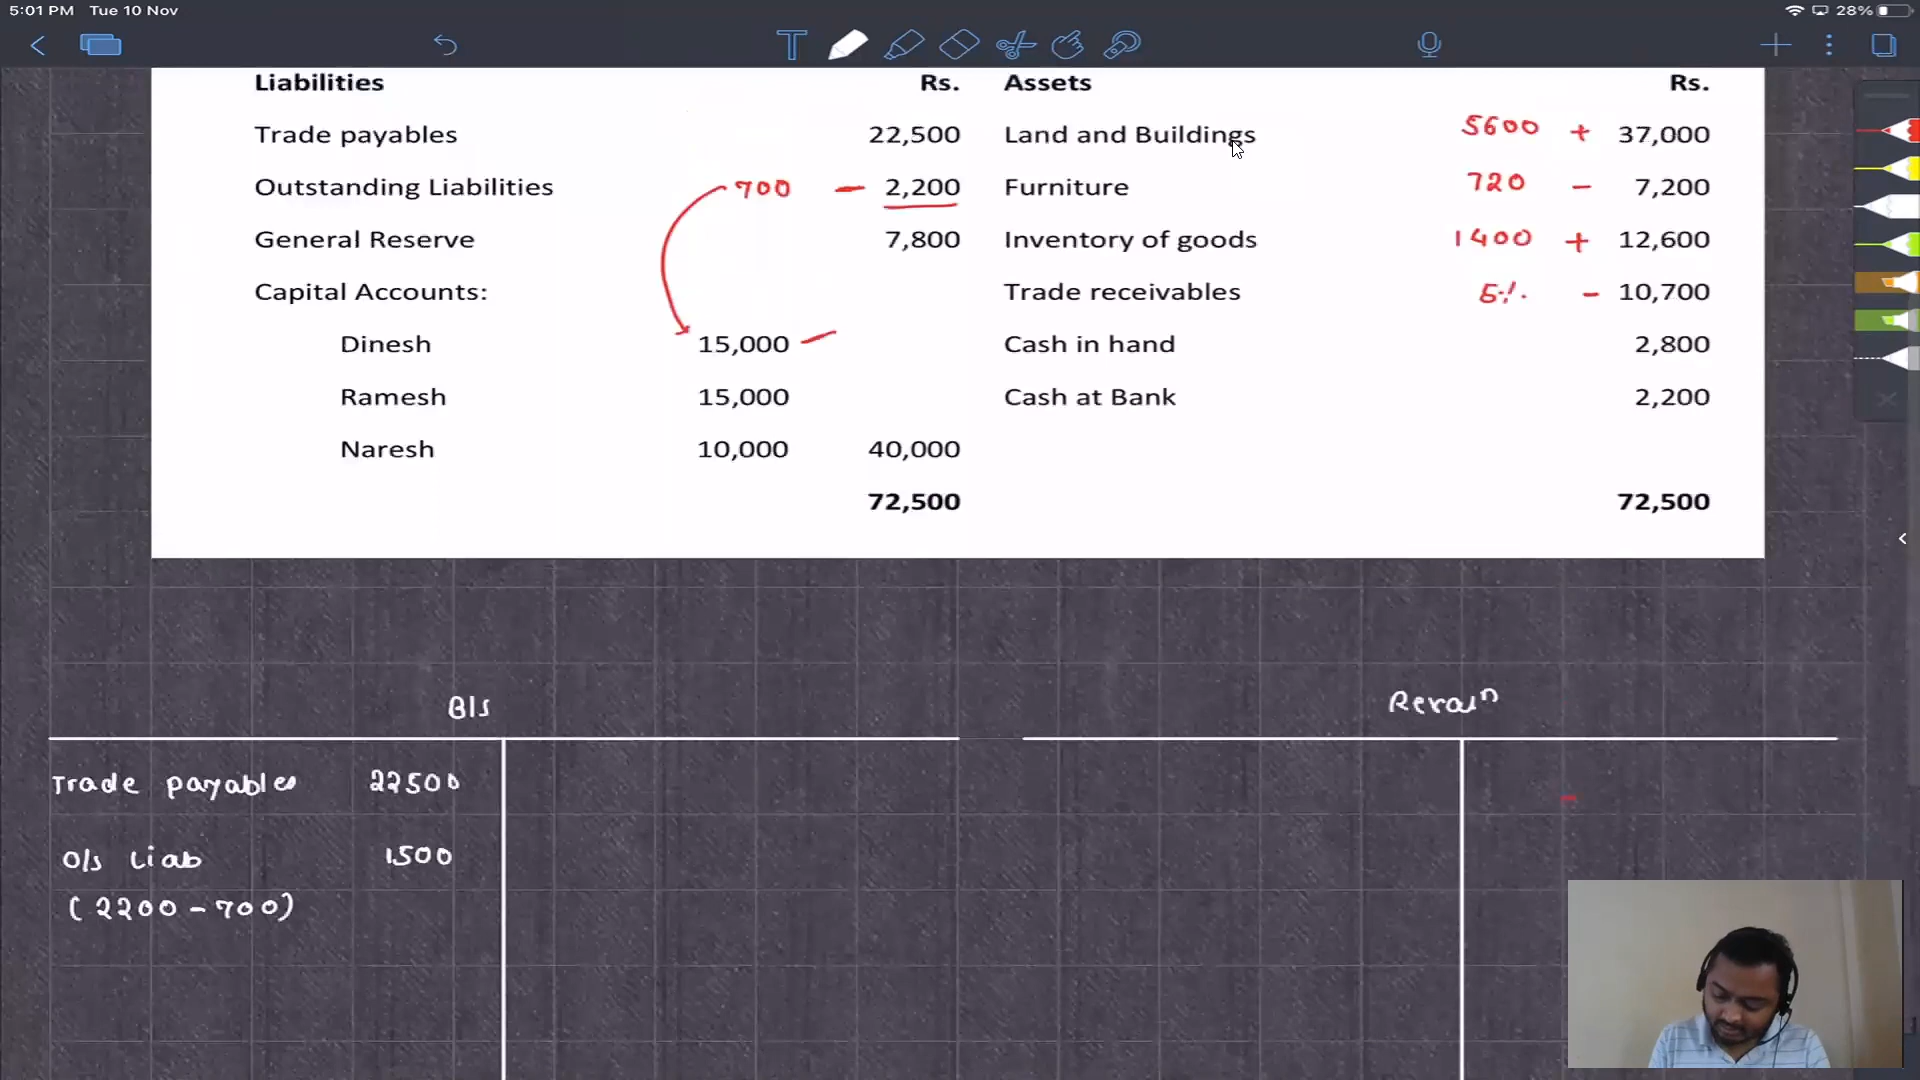 5:01 PM Tue 10 Nov 28%
Liabilities Rs. Assets Rs.
Trade payables 22,500 Land and Buildings 5600 + 37,000
Outstanding Liabilities 700 - 2,200 Furniture 720 - 7,200
General Reserve 7,800 Inventory of goods 1400 + 12,600
Capital Accounts: Trade receivables 5% - 10,700
Dinesh 15,000 Cash in hand 2,800
Ramesh 15,000 Cash at Bank 2,200
Naresh 10,000 40,000
72,500 72,500
B/s Revaln
Trade payables 22500
O/s Liab 1500
(2200-700)